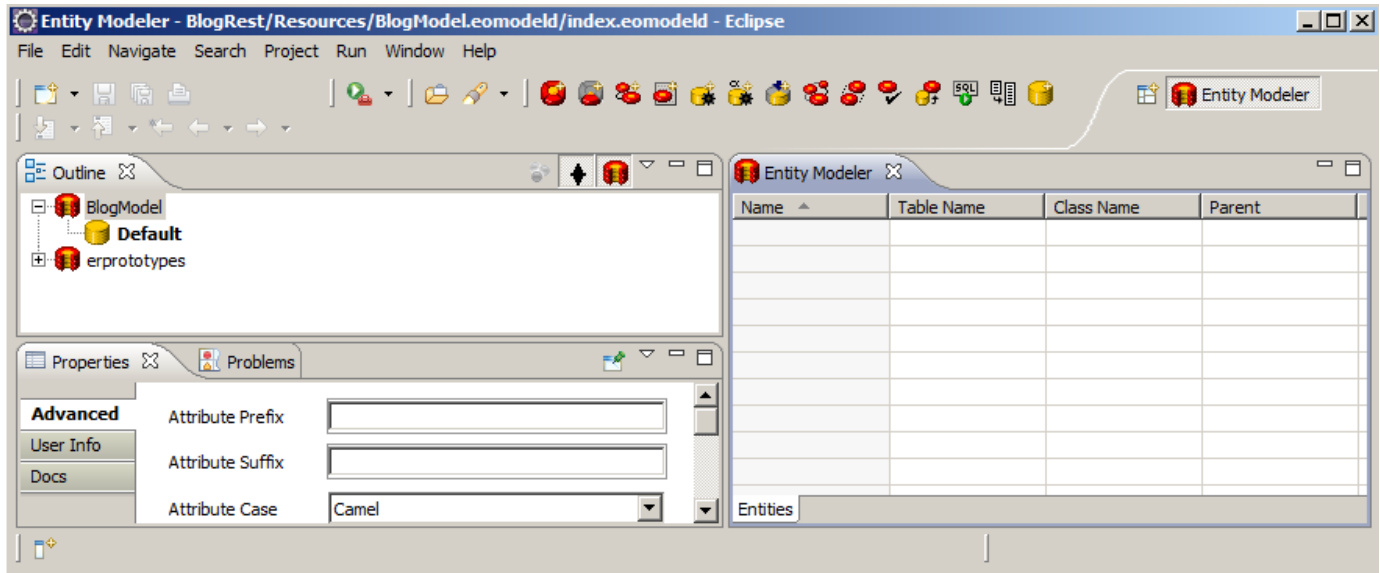 Entity Modeler - BlogRest/Resources/BlogModel.eomodeld/index.eomodeld - Eclipse
File Edit Navigate Search Project Run Window Help
SQL
Entity Modeler
Outline
BlogModel
Default
erprototypes
Properties Problems
Advanced
User Info
Docs
Attribute Prefix
Attribute Suffix
Attribute Case Camel
Entity Modeler
Name Table Name Class Name Parent
Entities